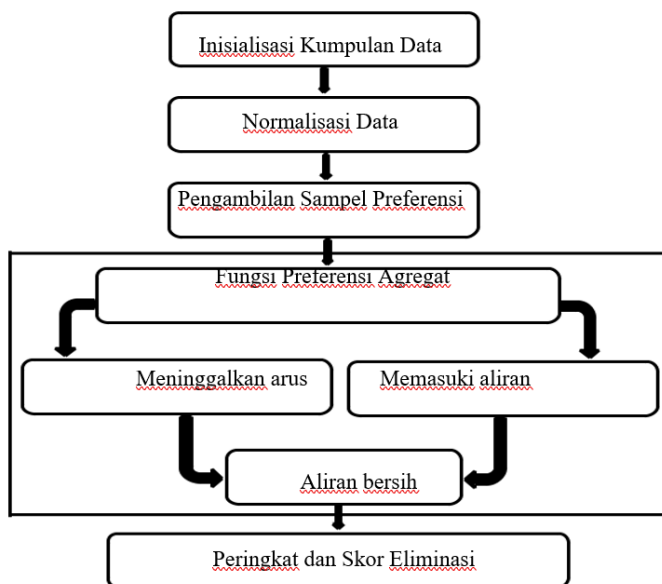 Inisialisasi Kumpulan Data
Normalisasi Data
Pengambilan Sampel Preferensi
Fungsi Preferensi Agregat
Meninggalkan arus
Memasuki aliran
Aliran bersih
Peringkat dan Skor Eliminasi